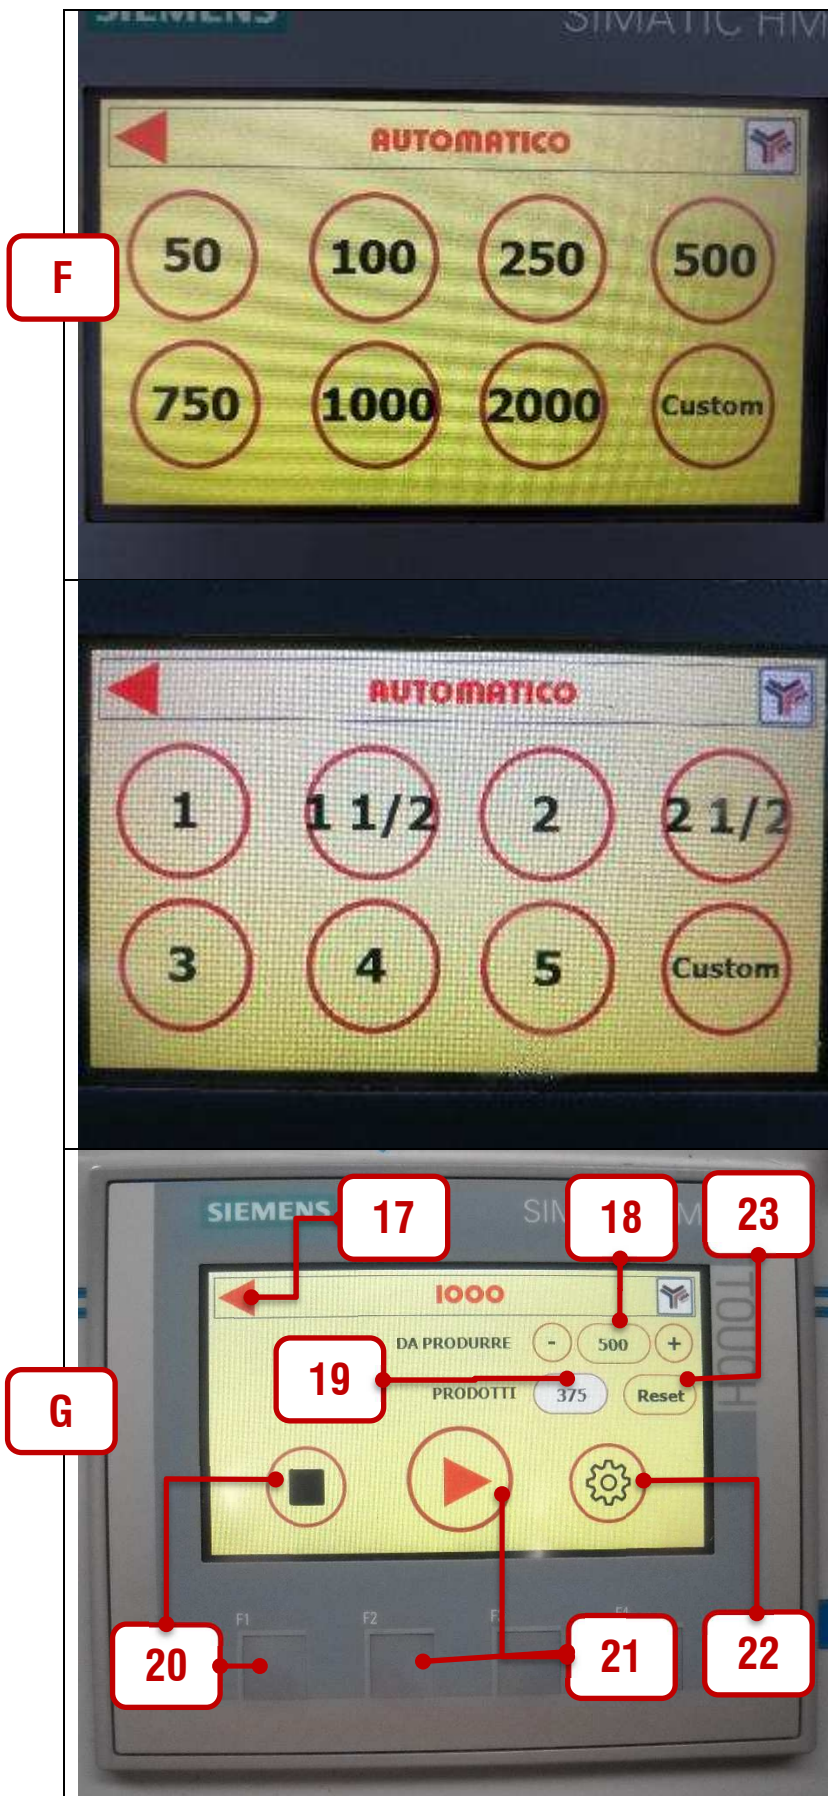 SIEMENS
SIMATIC HM
AUTOMATICO
F
50
100
250
500
750
1000
2000
Custom
AUTOMATICO
1
1 1/2
2
2 1/2
3
4
5
Custom
G
SIEMENS
SIM
M
TOUCH
17
18
23
1000
DA PRODURRE
-
500
+
19
PRODOTTI
375
Reset
F1
F2
20
21
22